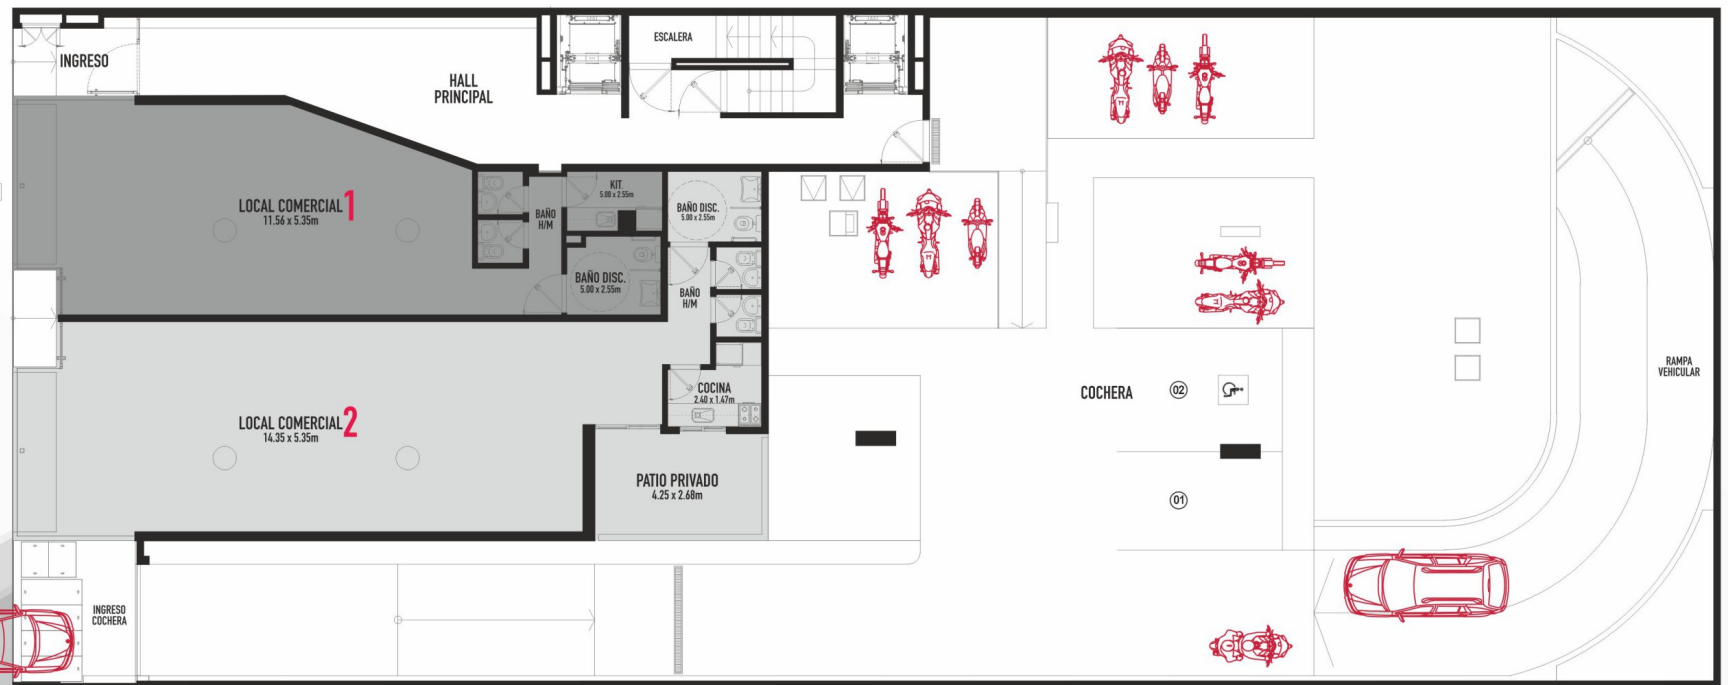 INGRESO
HALL
PRINCIPAL
ESCALERA
LOCAL COMERCIAL 1
11.56 x 5.35m
BAÑO
H/M
KIT.
5.00 x 2.55m
BAÑO DISC.
5.00 x 2.55m
BAÑO DISC.
5.00 x 2.55m
BAÑO
H/M
LOCAL COMERCIAL 2
14.35 x 5.35m
COCINA
2.40 x 1.47m
PATIO PRIVADO
4.25 x 2.68m
COCHERA
02
01
RAMPA
VEHICULAR
INGRESO
COCHERA